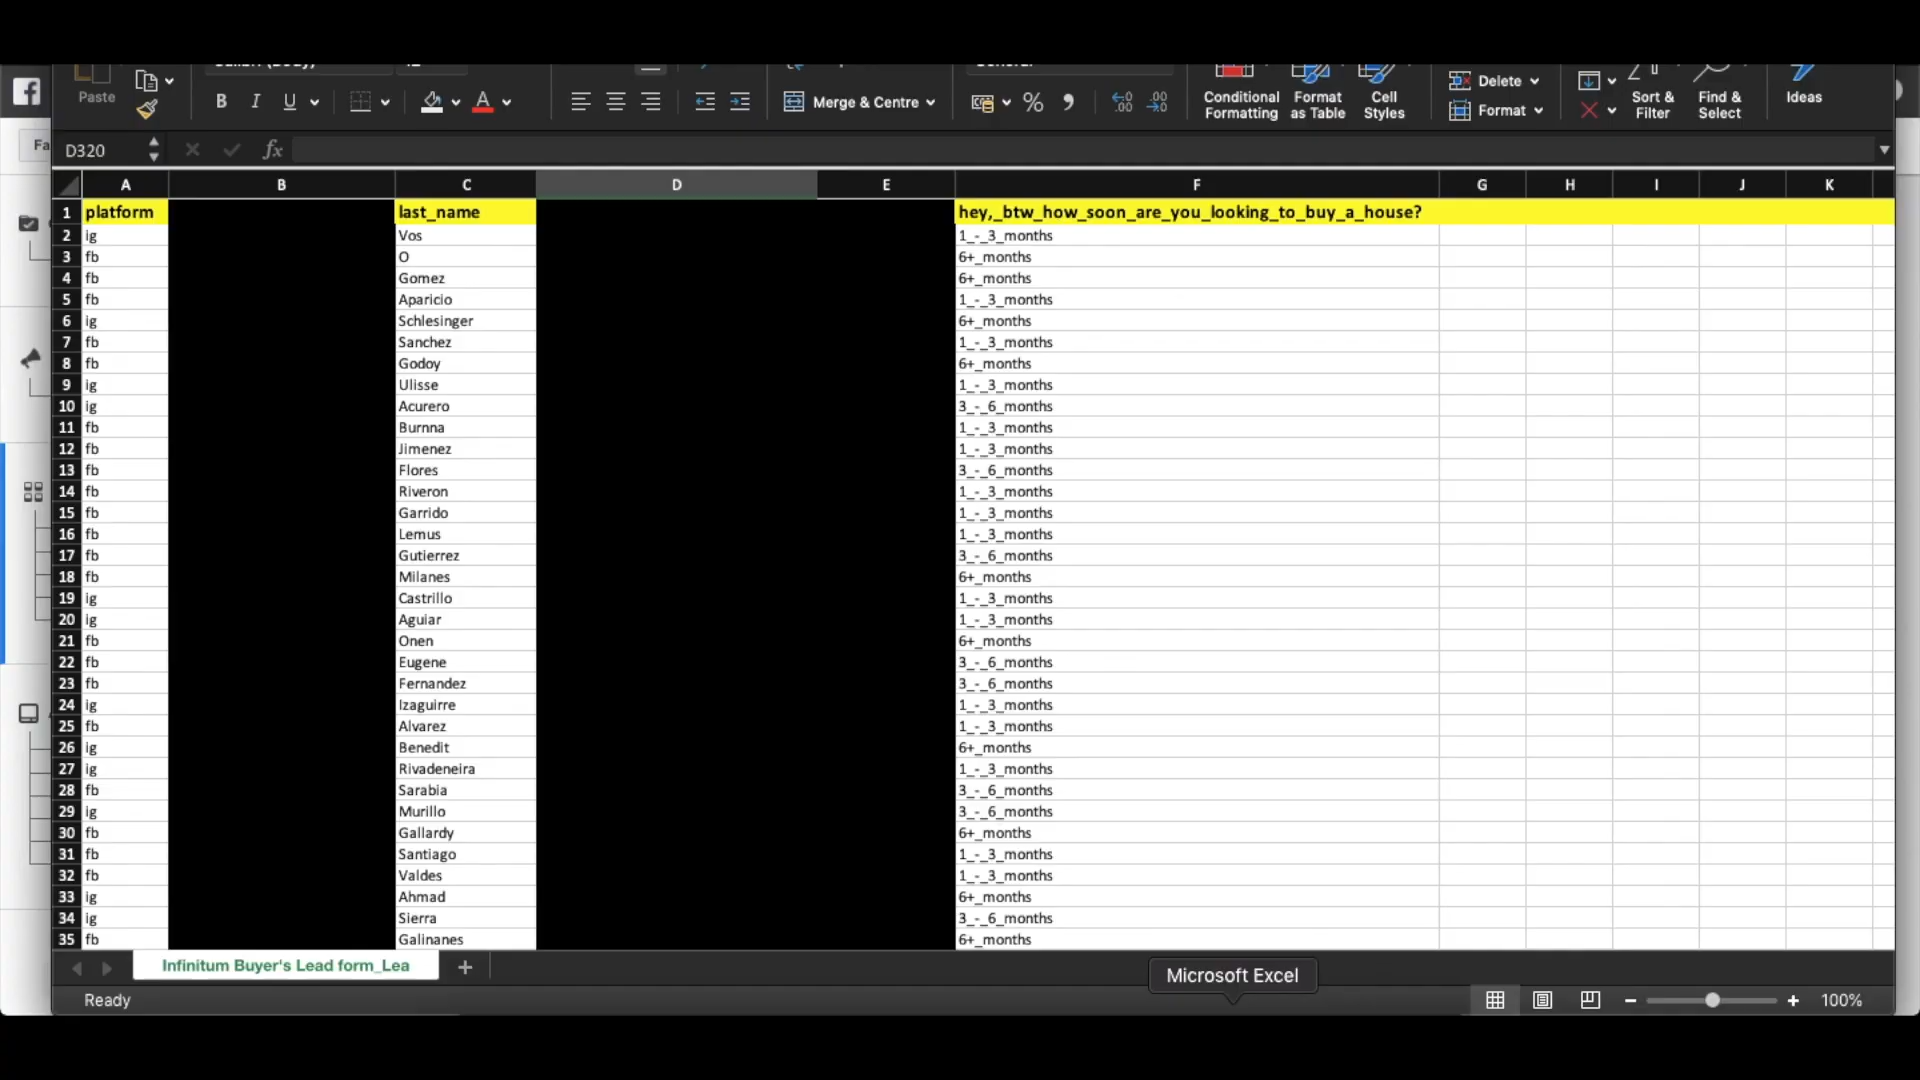 Paste
B I U
A
Merge & Centre
%
Conditional Formatting
Format as Table
Cell Styles
Delete
Format
Sort & Filter
Find & Select
Ideas
Fa
D320
fx
A B C D E F G H I J K
1 platform last_name hey,_btw_how_soon_are_you_looking_to_buy_a_house?
2 ig Vos 1_-_3_months
3 fb O 6+_months
4 fb Gomez 6+_months
5 fb Aparicio 1_-_3_months
6 ig Schlesinger 6+_months
7 fb Sanchez 1_-_3_months
8 fb Godoy 6+_months
9 ig Ulisse 1_-_3_months
10 ig Acurero 3_-_6_months
11 fb Burnna 1_-_3_months
12 fb Jimenez 1_-_3_months
13 fb Flores 3_-_6_months
14 fb Riveron 1_-_3_months
15 fb Garrido 1_-_3_months
16 fb Lemus 1_-_3_months
17 fb Gutierrez 3_-_6_months
18 fb Milanes 6+_months
19 ig Castrillo 1_-_3_months
20 ig Aguiar 1_-_3_months
21 fb Onen 6+_months
22 fb Eugene 3_-_6_months
23 fb Fernandez 3_-_6_months
24 ig Izaguirre 1_-_3_months
25 fb Alvarez 1_-_3_months
26 ig Benedit 6+_months
27 ig Rivadeneira 1_-_3_months
28 fb Sarabia 3_-_6_months
29 ig Murillo 3_-_6_months
30 fb Gallardy 6+_months
31 fb Santiago 1_-_3_months
32 fb Valdes 1_-_3_months
33 ig Ahmad 6+_months
34 ig Sierra 3_-_6_months
35 fb Galinanes 6+_months
Infinitum Buyer's Lead form_Lea
Microsoft Excel
Ready
100%